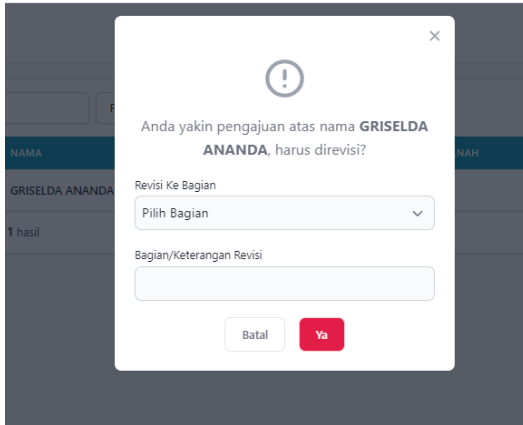 Anda yakin pengajuan atas nama GRISELDA
ANANDA, harus direvisi?
Revisi Ke Bagian
Pilih Bagian
Bagian/Keterangan Revisi
Batal
Ya
NAMA
GRISELDA ANANDA
1 hasil